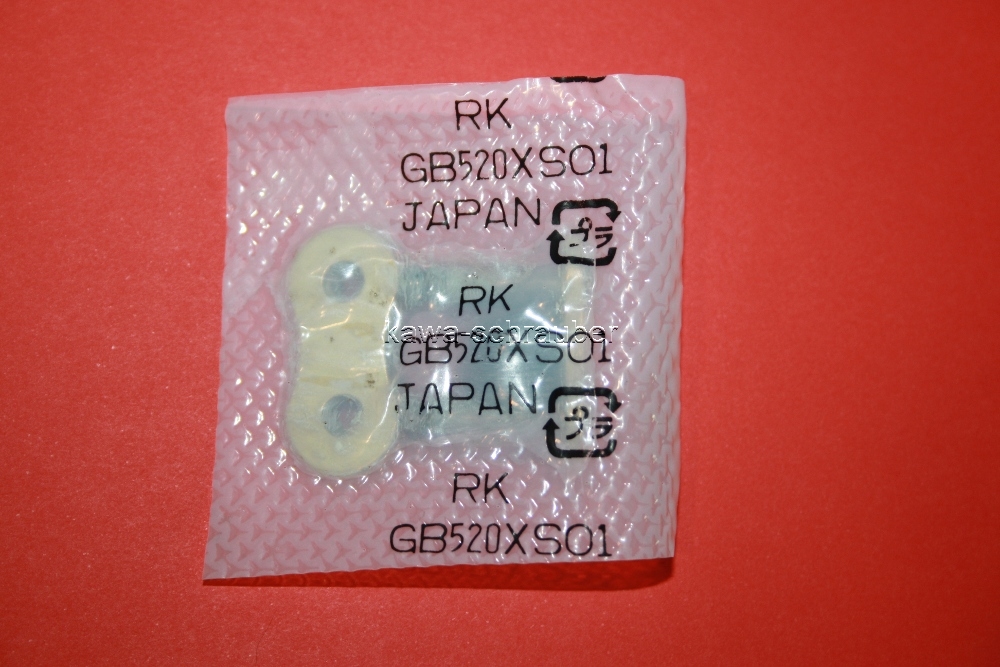 RK
GB520XSO1
JAPAN
プラ
RK
kawa-schrauber
GB520XSO1
JAPAN
プラ
RK
GB520XSO1